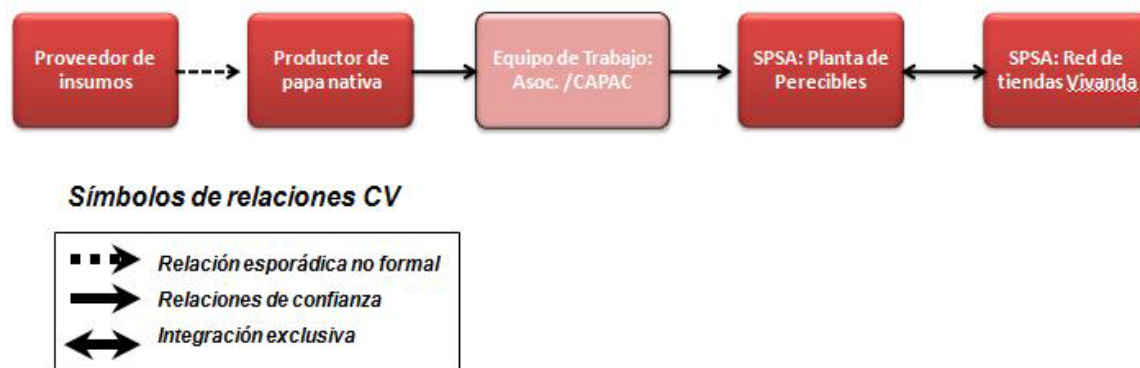 Proveedor de
insumos
Productor de
papa nativa
Equipo de Trabajo:
Asoc. /CAPAC
SPSA: Planta de
Perecibles
SPSA: Red de
tiendas Vivanda
Símbolos de relaciones CV
Relación esporádica no formal
Relaciones de confianza
Integración exclusiva